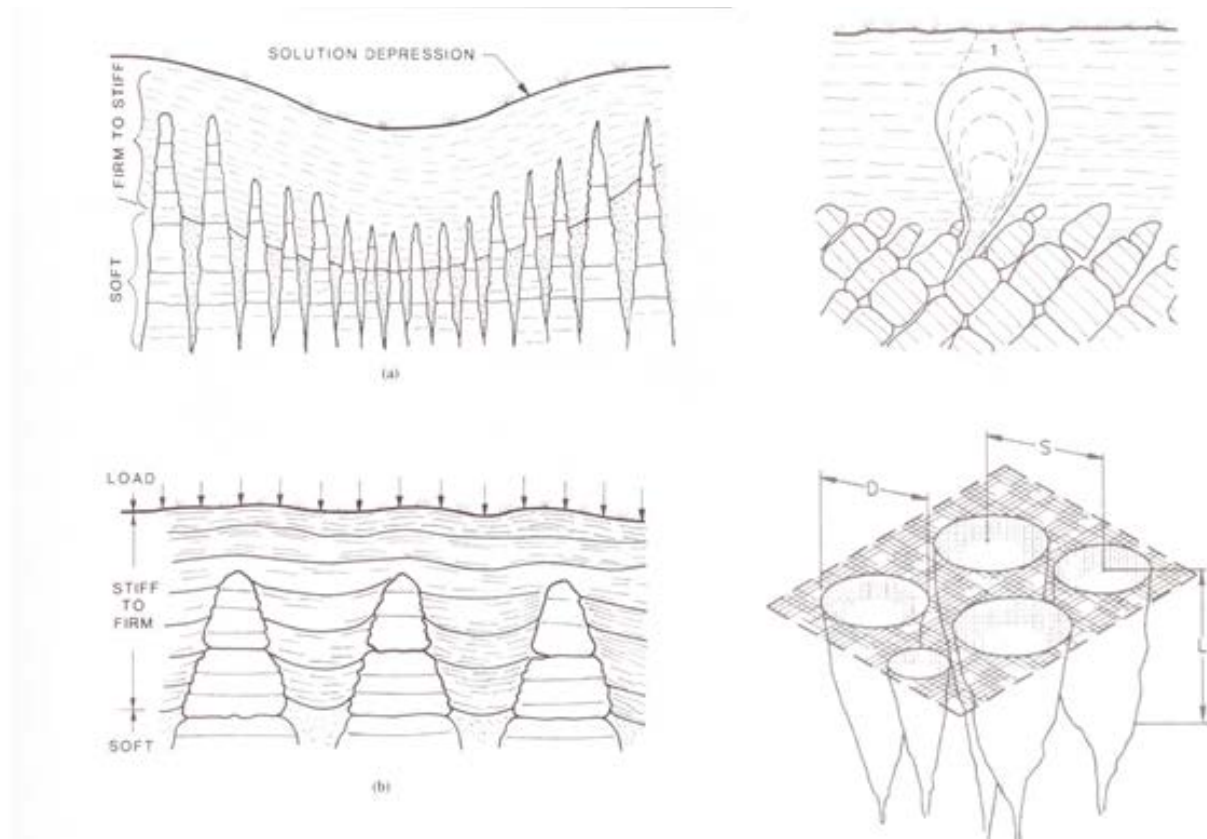 SOLUTION DEPRESSION
FIRM TO STIFF
SOFT
(a)
1
LOAD
STIFF
TO
FIRM
SOFT
(b)
S
D
L